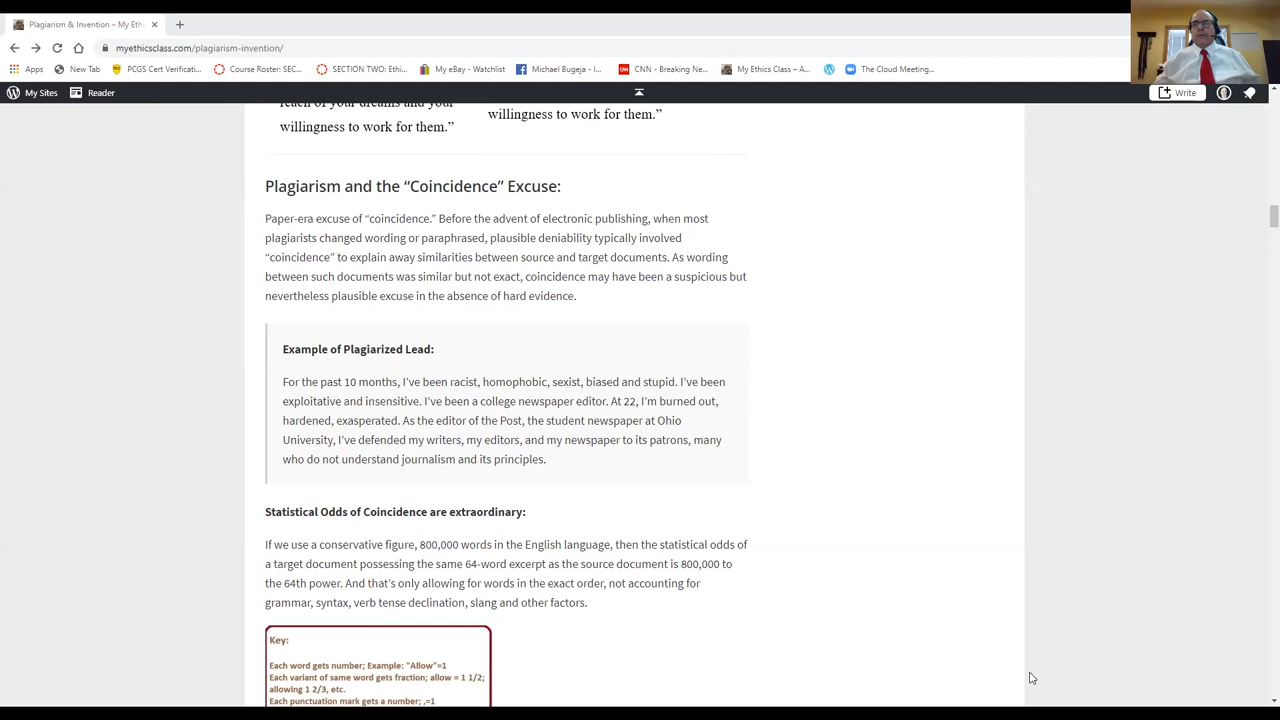 Plagiarism & Invention – My Eth
myethicsclass.com/plagiarism-invention/
Apps
New Tab
PCGS Cert Verificati...
Course Roster: SEC...
SECTION TWO: Ethi...
My eBay - Watchlist
Michael Bugeja - I...
CNN - Breaking Ne...
My Ethics Class – A...
The Cloud Meeting...
My Sites
Reader
Write
reach of your dreams and your
willingness to work for them.”
willingness to work for them.”
Plagiarism and the “Coincidence” Excuse:
Paper-era excuse of “coincidence.” Before the advent of electronic publishing, when most
plagiarists changed wording or paraphrased, plausible deniability typically involved
“coincidence” to explain away similarities between source and target documents. As wording
between such documents was similar but not exact, coincidence may have been a suspicious but
nevertheless plausible excuse in the absence of hard evidence.
Example of Plagiarized Lead:
For the past 10 months, I’ve been racist, homophobic, sexist, biased and stupid. I’ve been
exploitative and insensitive. I’ve been a college newspaper editor. At 22, I’m burned out,
hardened, exasperated. As the editor of the Post, the student newspaper at Ohio
University, I’ve defended my writers, my editors, and my newspaper to its patrons, many
who do not understand journalism and its principles.
Statistical Odds of Coincidence are extraordinary:
If we use a conservative figure, 800,000 words in the English language, then the statistical odds of
a target document possessing the same 64-word excerpt as the source document is 800,000 to
the 64th power. And that’s only allowing for words in the exact order, not accounting for
grammar, syntax, verb tense declination, slang and other factors.
Key:
Each word gets number; Example: "Allow"=1
Each variant of same word gets fraction; allow = 1 1/2;
allowing 1 2/3, etc.
Each punctuation mark gets a number; ,=1